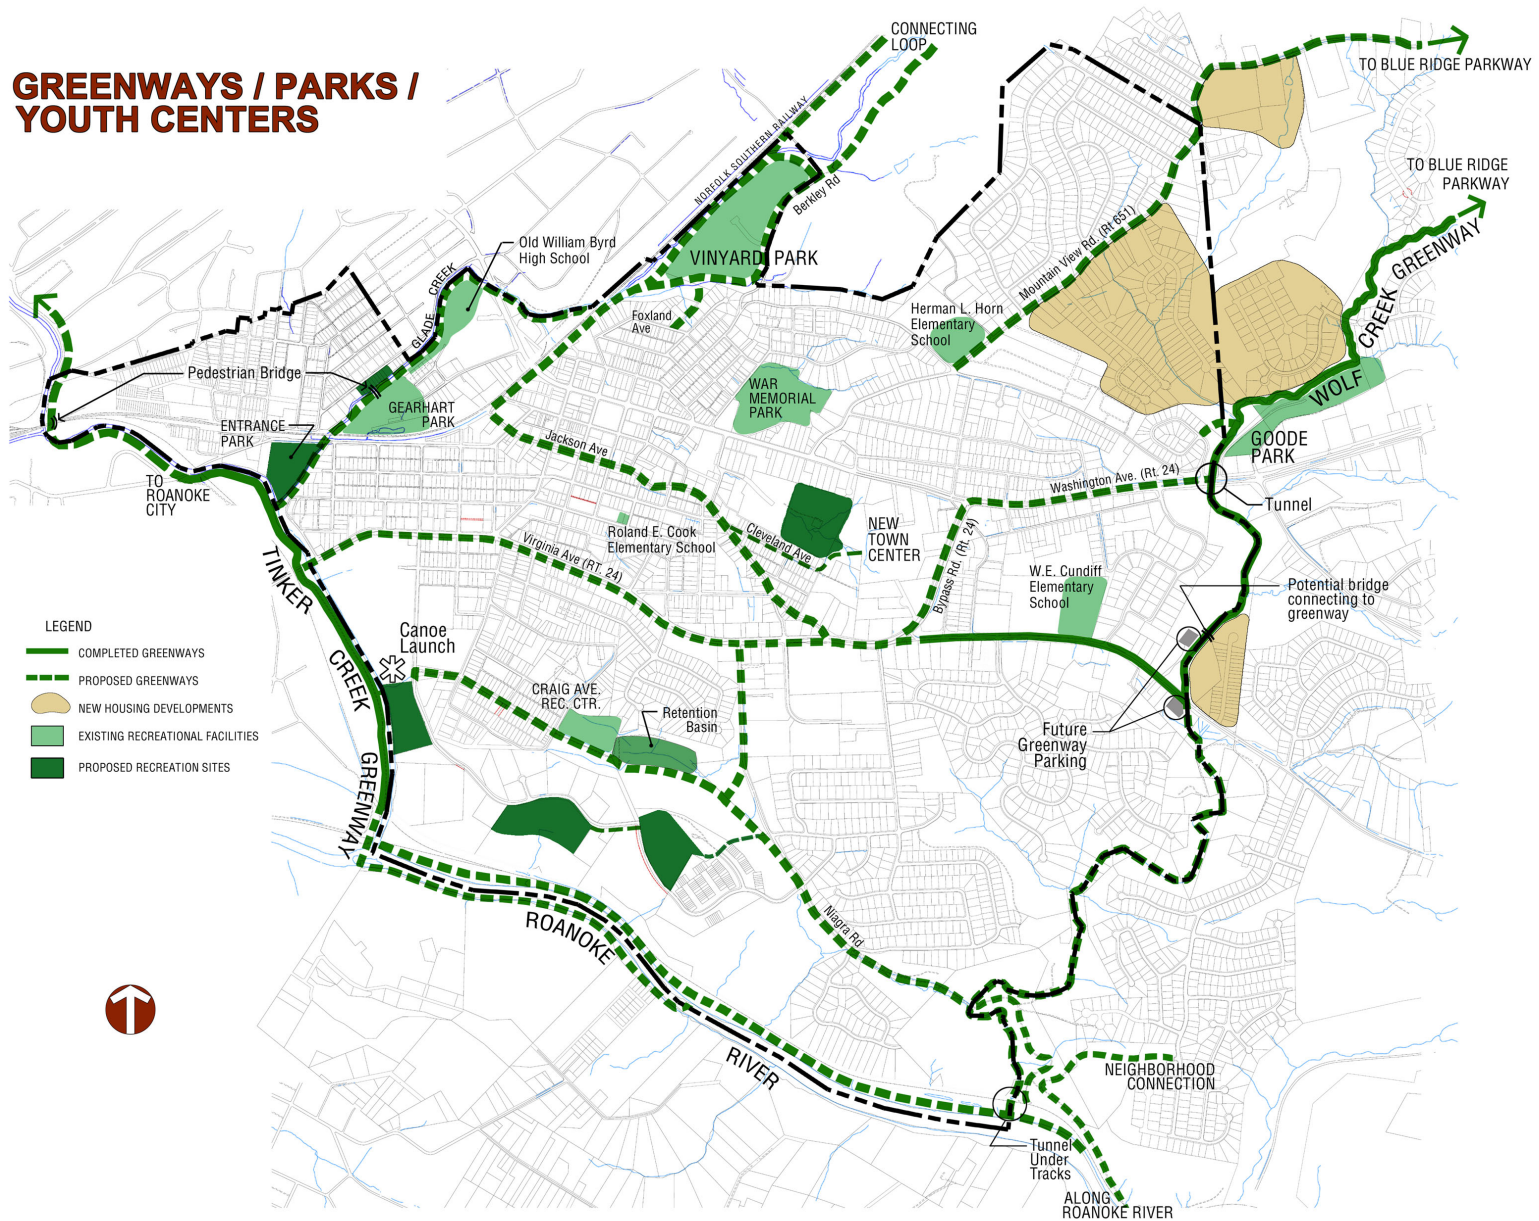 GREENWAYS / PARKS /
YOUTH CENTERS
CONNECTING
LOOP
TO BLUE RIDGE PARKWAY
TO BLUE RIDGE
PARKWAY
NORFOLK SOUTHERN RAILWAY
Berkley Rd
VINYARD PARK
Old William Byrd
High School
GLADE CREEK
Mountain View Rd. (Rt 651)
GREENWAY
CREEK
WOLF
Foxland
Ave
Herman L. Horn
Elementary
School
Pedestrian Bridge
WAR
MEMORIAL
PARK
GEARHART
PARK
ENTRANCE
PARK
Jackson Ave
GOODE
PARK
TO
ROANOKE
CITY
Washington Ave. (Rt. 24)
Tunnel
NEW
TOWN
CENTER
Cleveland Ave
Roland E. Cook
Elementary School
Virginia Ave (RT. 24)
Bypass Rd. (Rt. 24)
W.E. Cundiff
Elementary
School
Potential bridge
connecting to
greenway
TINKER
CREEK
GREENWAY
LEGEND
COMPLETED GREENWAYS
PROPOSED GREENWAYS
NEW HOUSING DEVELOPMENTS
EXISTING RECREATIONAL FACILITIES
PROPOSED RECREATION SITES
Canoe
Launch
CRAIG AVE.
REC. CTR.
Retention
Basin
Future
Greenway
Parking
Niagra Rd
ROANOKE
RIVER
NEIGHBORHOOD
CONNECTION
Tunnel
Under
Tracks
ALONG
ROANOKE RIVER